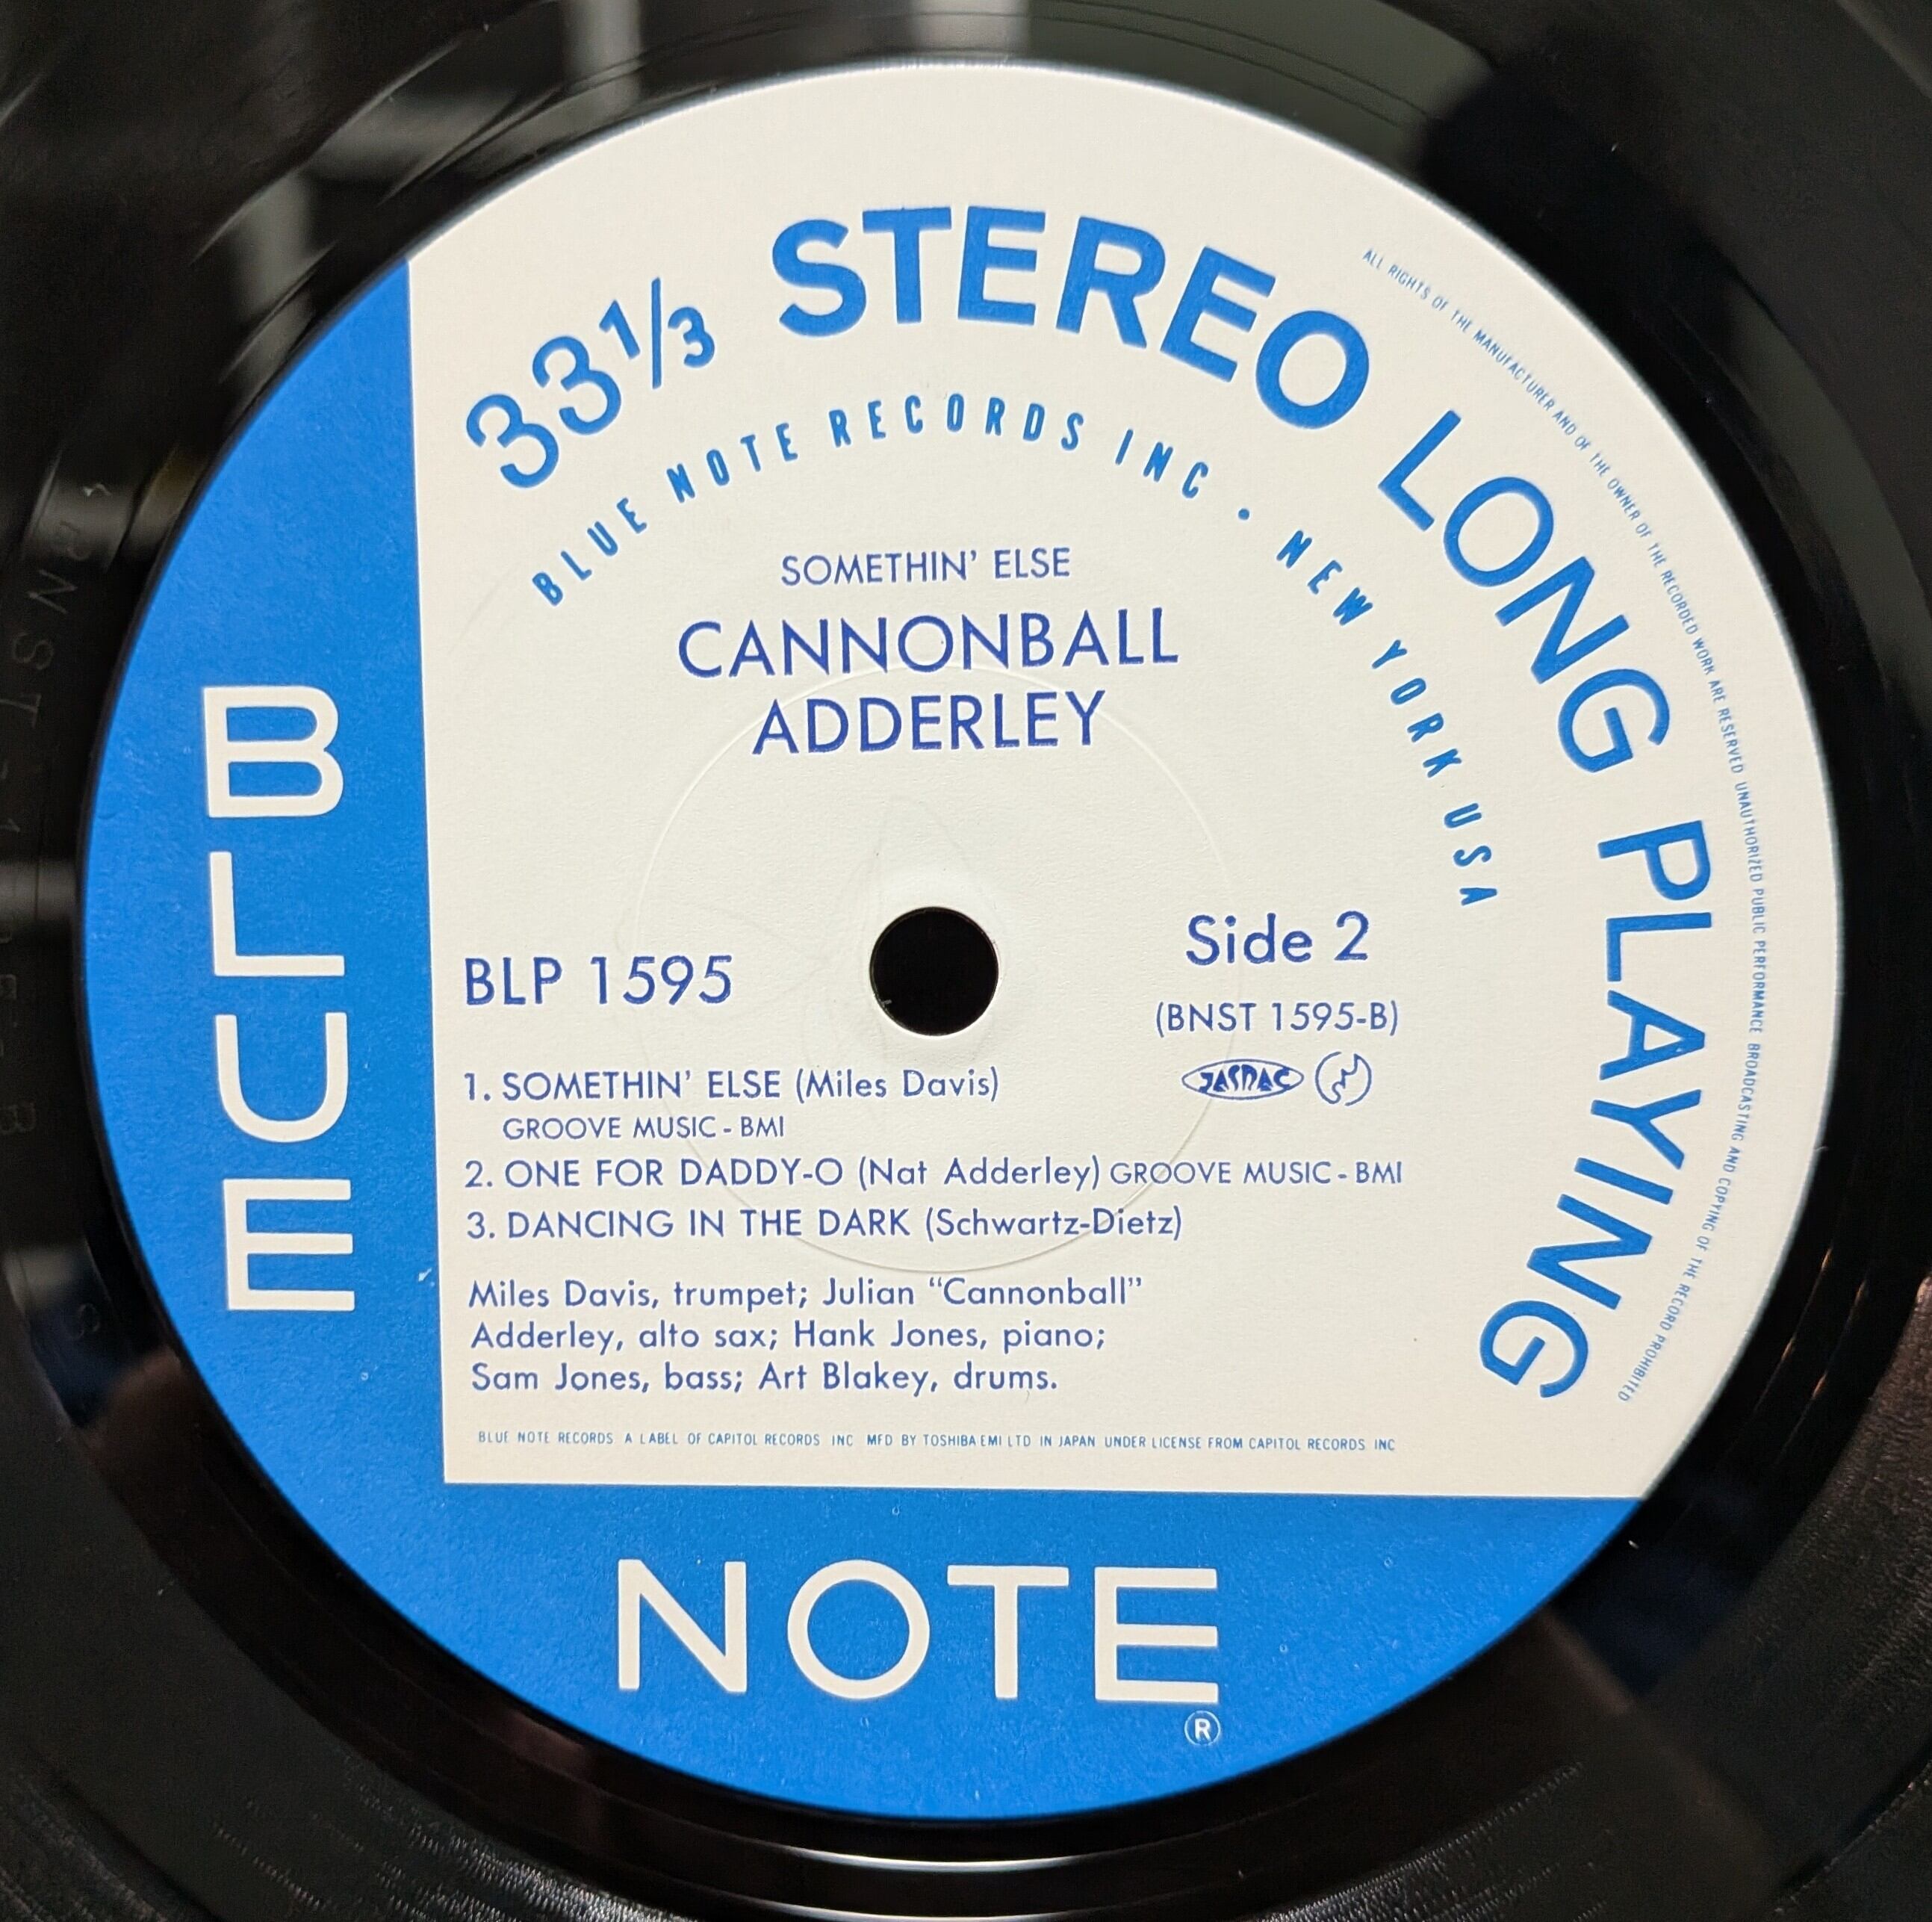 33⅓ STEREO LONG PLAYING
BLUE NOTE RECORDS INC • NEW YORK USA
ALL RIGHTS OF THE MANUFACTURER AND OF THE OWNER OF THE RECORDED WORK ARE RESERVED UNAUTHORIZED PUBLIC PERFORMANCE BROADCASTING AND COPYING OF THE RECORD PROHIBITED
SOMETHIN' ELSE
CANNONBALL
ADDERLEY
BLP 1595
Side 2
(BNST 1595-B)
JASRAC
1. SOMETHIN' ELSE (Miles Davis)
GROOVE MUSIC - BMI
2. ONE FOR DADDY-O (Nat Adderley) GROOVE MUSIC - BMI
3. DANCING IN THE DARK (Schwartz-Dietz)
Miles Davis, trumpet; Julian “Cannonball”
Adderley, alto sax; Hank Jones, piano;
Sam Jones, bass; Art Blakey, drums.
BLUE NOTE RECORDS A LABEL OF CAPITOL RECORDS INC MFD BY TOSHIBA EMI LTD IN JAPAN UNDER LICENSE FROM CAPITOL RECORDS INC
BLUE
NOTE
®